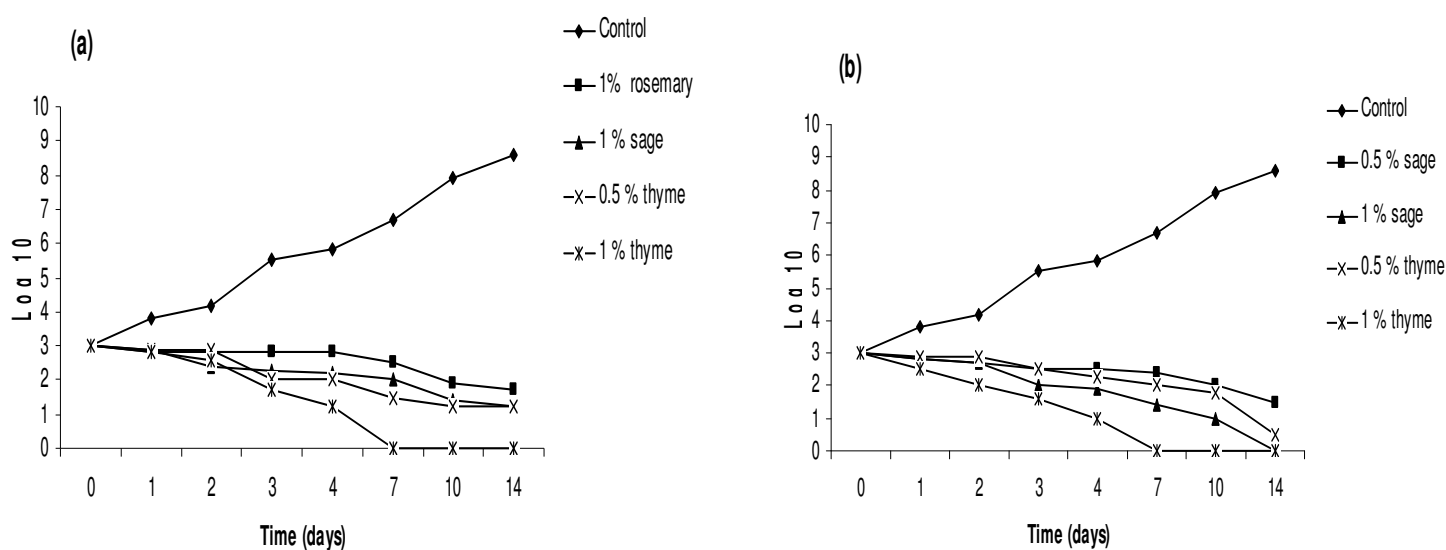 (a)
Control
1% rosemary
1 % sage
0.5 % thyme
1 % thyme
10
9
8
7
6
5
4
3
2
1
0
Loα 10
0 1 2 3 4 7 10 14
Time (days)
(b)
Control
0.5 % sage
1 % sage
0.5 % thyme
1 % thyme
10
9
8
7
6
5
4
3
2
1
0
Loα 10
0 1 2 3 4 7 10 14
Time (days)